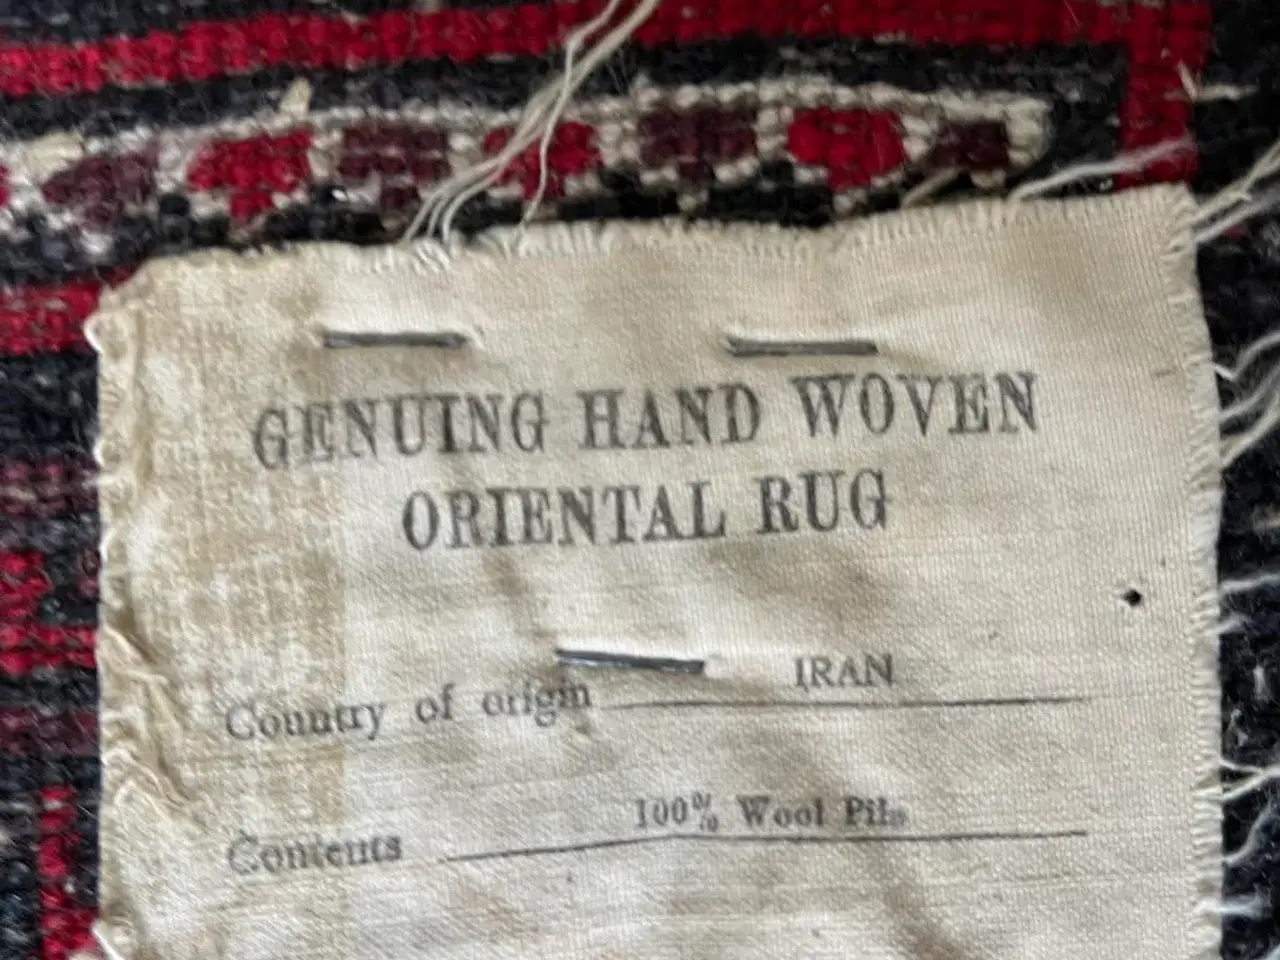 GENUING HAND WOVEN
ORIENTAL RUG
Country of origin IRAN
Contents 100% Wool Pile